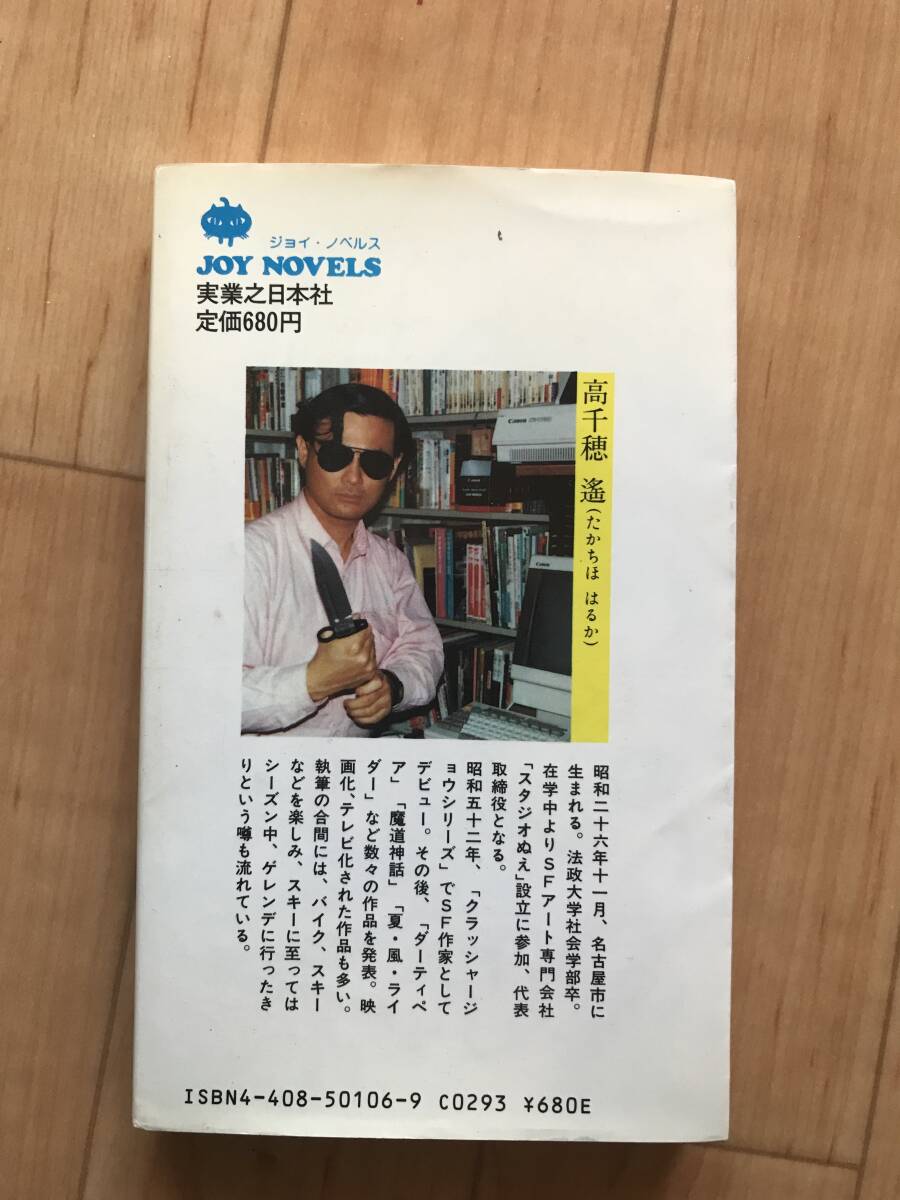 ジョイ・ノベルス
JOY NOVELS
実業之日本社
定価680円
高千穂 遙(たかちほ はるか)
Canon
Canon
Canon
昭和二十六年十一月、名古屋市に
生まれる。法政大学社会学部卒。
在学中よりSFアート専門会社
「スタジオぬえ」設立に参加、代表
取締役となる。
昭和五十二年、「クラッシャージ
ョウシリーズ」でSF作家として
デビュー。その後、「ダーティペ
ア」「魔道神話」「夏・風・ライ
ダー」など数々の作品を発表。映
画化、テレビ化された作品も多い。
執筆の合間には、バイク、スキー
などを楽しみ、スキーに至っては
シーズン中、ゲレンデに行ったき
りという噂も流れている。
ISBN4-408-50106-9 C0293 ¥680E